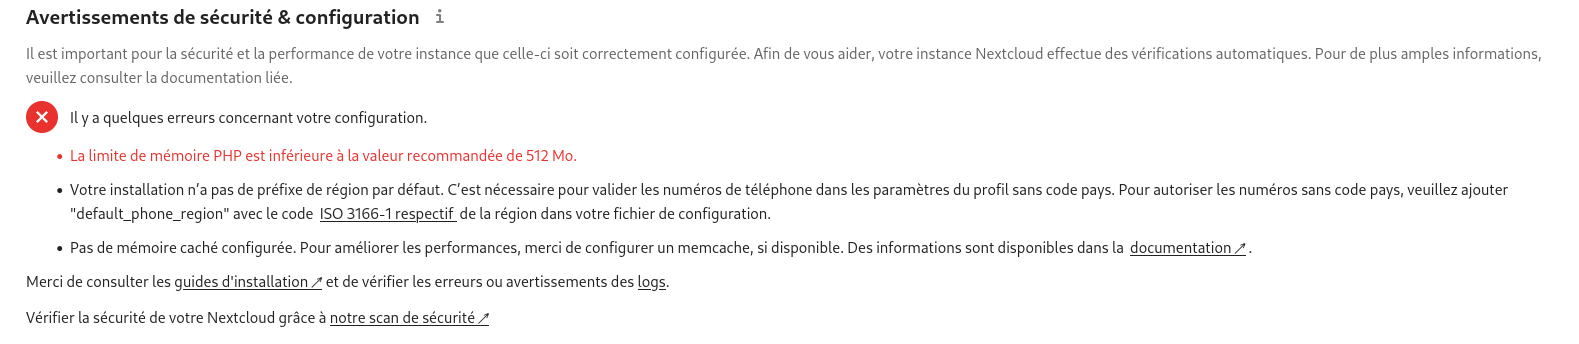 Avertissements de sécurité & configuration i
Il est important pour la sécurité et la performance de votre instance que celle-ci soit correctement configurée. Afin de vous aider, votre instance Nextcloud effectue des vérifications automatiques. Pour de plus amples informations,
veuillez consulter la documentation liée.
Il y a quelques erreurs concernant votre configuration.
• La limite de mémoire PHP est inférieure à la valeur recommandée de 512 Mo.
• Votre installation n’a pas de préfixe de région par défaut. C’est nécessaire pour valider les numéros de téléphone dans les paramètres du profil sans code pays. Pour autoriser les numéros sans code pays, veuillez ajouter
"default_phone_region" avec le code ISO 3166-1 respectif de la région dans votre fichier de configuration.
• Pas de mémoire caché configurée. Pour améliorer les performances, merci de configurer un memcache, si disponible. Des informations sont disponibles dans la documentation ↗.
Merci de consulter les guides d'installation ↗ et de vérifier les erreurs ou avertissements des logs.
Vérifier la sécurité de votre Nextcloud grâce à notre scan de sécurité ↗